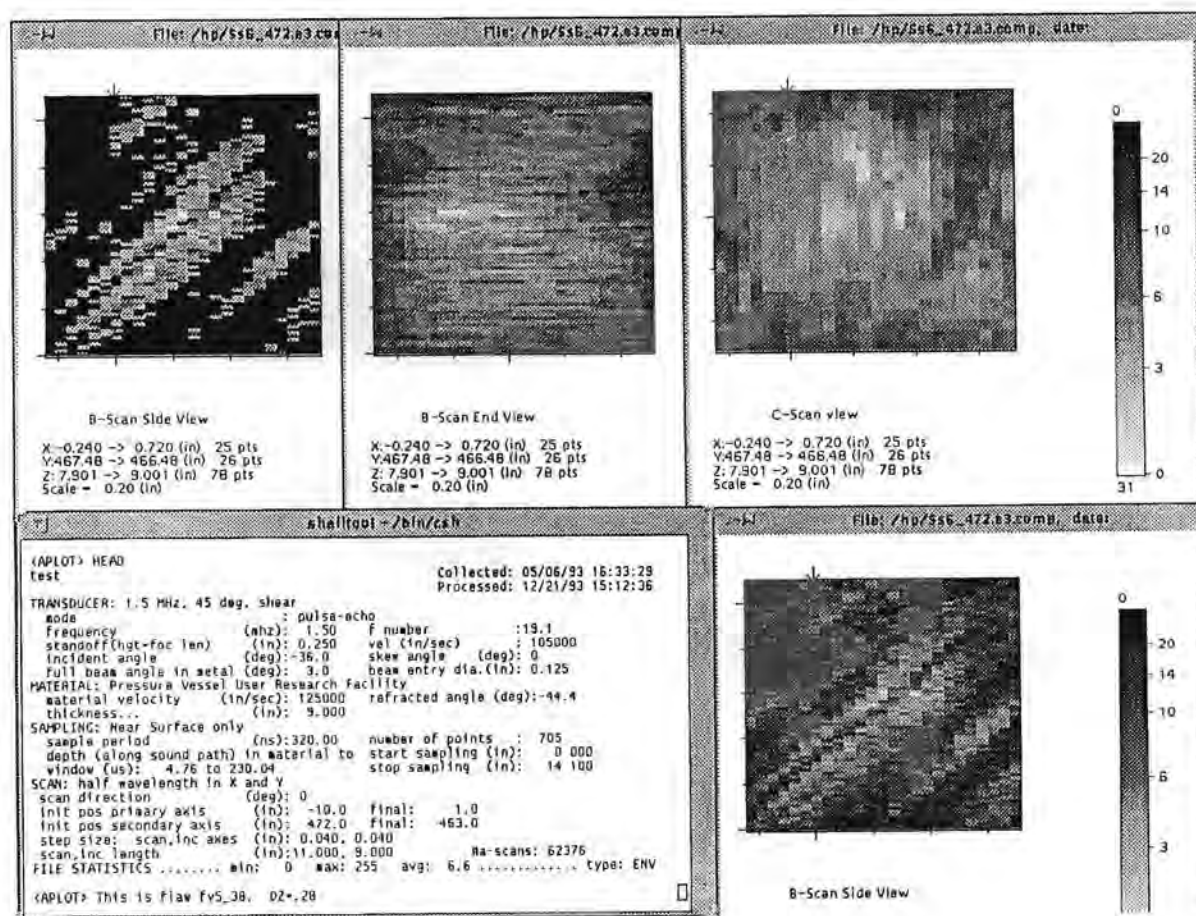 File: /hp/Ss6_472.a3.com
File: /hp/Ss6_472.a3.comp
File: /hp/Ss6_472.a3.comp, date:
0
20
14
10
6
3
0
31
B-Scan Side View
X:-0.240 -> 0.720 (in) 25 pts
Y:467.48 -> 466.48 (in) 26 pts
Z: 7.901 -> 9.001 (in) 78 pts
Scale = 0.20 (in)
B-Scan End View
X:-0.240 -> 0.720 (in) 25 pts
Y:467.48 -> 466.48 (in) 26 pts
Z: 7.901 -> 9.001 (in) 78 pts
Scale = 0.20 (in)
C-Scan view
X:-0.240 -> 0.720 (in) 25 pts
Y:467.48 -> 466.48 (in) 26 pts
Z: 7.901 -> 9.001 (in) 78 pts
Scale = 0.20 (in)
shelltool - /bin/csh
<APLOT> HEAD
test
Collected: 05/06/93 16:33:29
Processed: 12/21/93 15:12:36
TRANSDUCER: 1.5 MHz, 45 deg, shear
mode : pulse-echo
frequency (mhz): 1.50 f number :19.1
standoff(hgt-foc len) (in): 0.250 vel (in/sec) : 105000
incident angle (deg):-36.0 skew angle (deg): 0
full beam angle in metal (deg): 3.0 beam entry dia.(in): 0.125
MATERIAL: Pressure Vessel User Research Facility
material velocity (in/sec): 125000 refracted angle (deg):-44.4
thickness... (in): 9.000
SAMPLING: Near Surface only
sample period (ns):320.00 number of points : 705
depth (along sound path) in material to start sampling (in): 0 000
window (us): 4.76 to 230.04 stop sampling (in): 14 100
SCAN: half wavelength in X and Y
scan direction (deg): 0
init pos primary axis (in): -10.0 final: 1.0
init pos secondary axis (in): 472.0 final: 463.0
step size: scan,inc axes (in): 0.040, 0.040
scan,inc length (in):11.000, 9.000 #a-scans: 62376
FILE STATISTICS ........ min: 0 max: 255 avg: 6.6 ............. type: ENV
<APLOT> This is flaw fv5_38, DZ=.28
File: /hp/Ss6_472.a3.comp, date:
0
20
14
10
6
3
B-Scan Side View